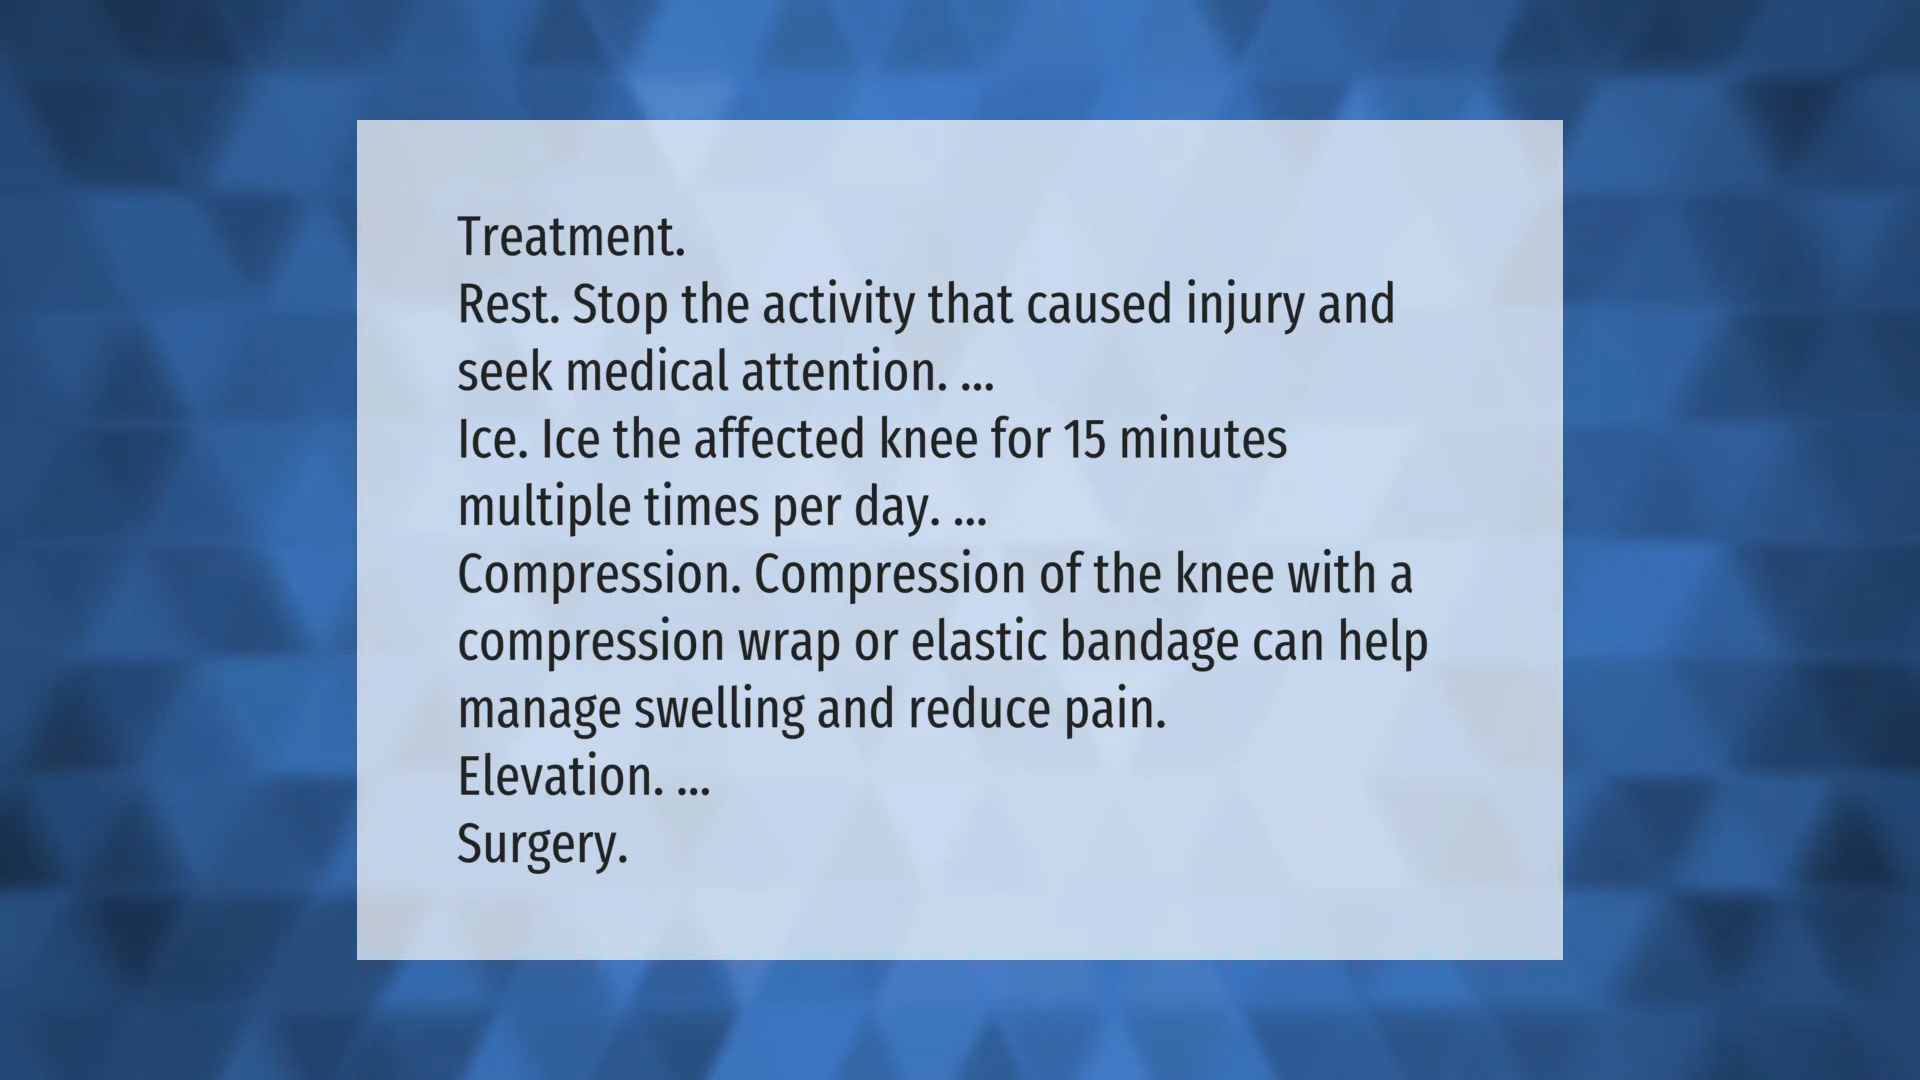 Treatment.
Rest. Stop the activity that caused injury and
seek medical attention. ...
Ice. Ice the affected knee for 15 minutes
multiple times per day. ...
Compression. Compression of the knee with a
compression wrap or elastic bandage can help
manage swelling and reduce pain.
Elevation. ...
Surgery.